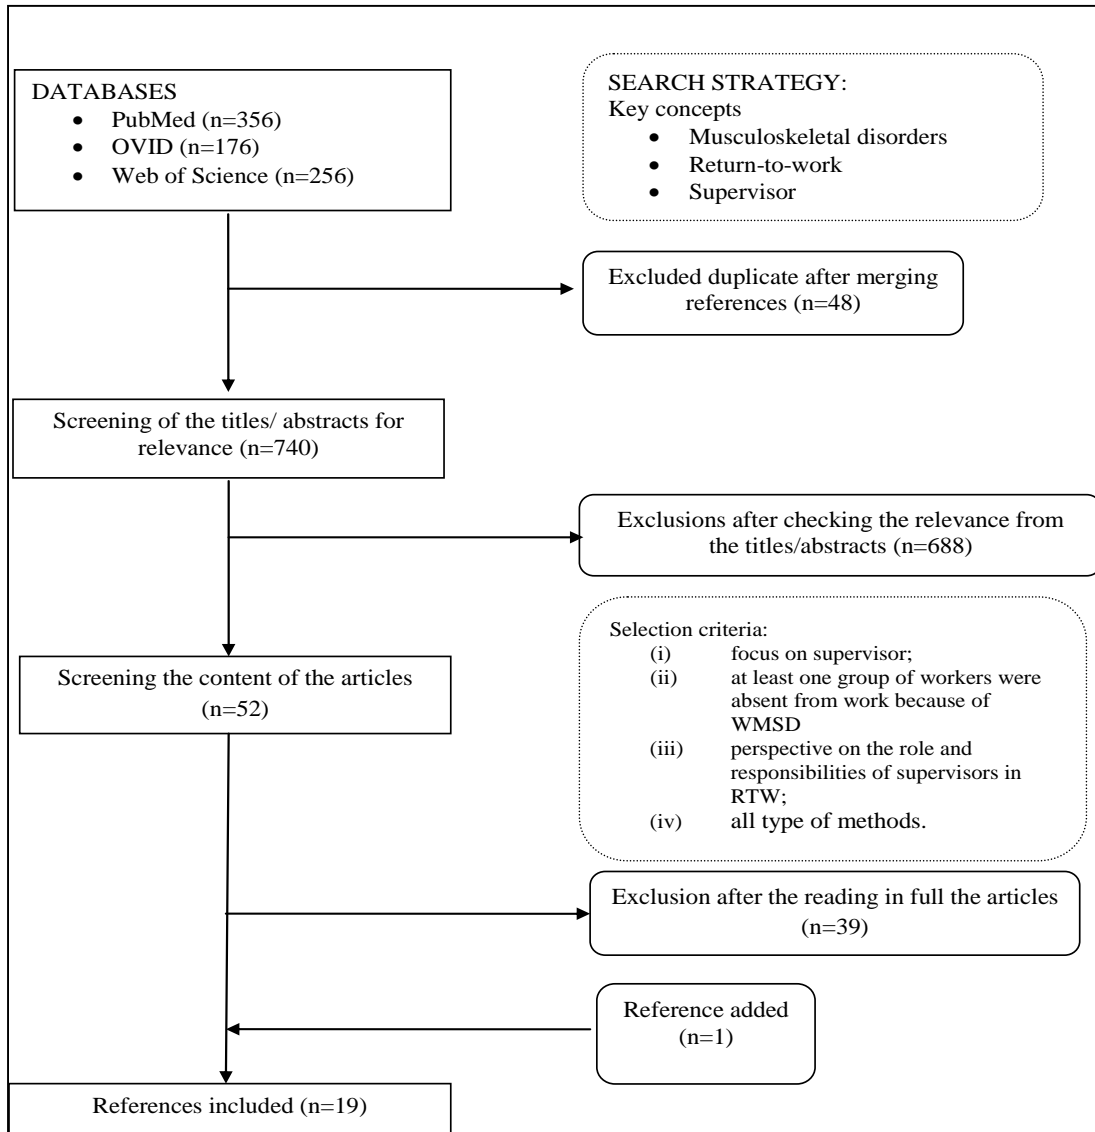 DATABASES
• PubMed (n=356)
• OVID (n=176)
• Web of Science (n=256)
SEARCH STRATEGY:
Key concepts
• Musculoskeletal disorders
• Return-to-work
• Supervisor
Excluded duplicate after merging
references (n=48)
Screening of the titles/ abstracts for
relevance (n=740)
Exclusions after checking the relevance from
the titles/abstracts (n=688)
Selection criteria:
(i) focus on supervisor;
(ii) at least one group of workers were
absent from work because of
WMSD
(iii) perspective on the role and
responsibilities of supervisors in
RTW;
(iv) all type of methods.
Screening the content of the articles
(n=52)
Exclusion after the reading in full the articles
(n=39)
Reference added
(n=1)
References included (n=19)